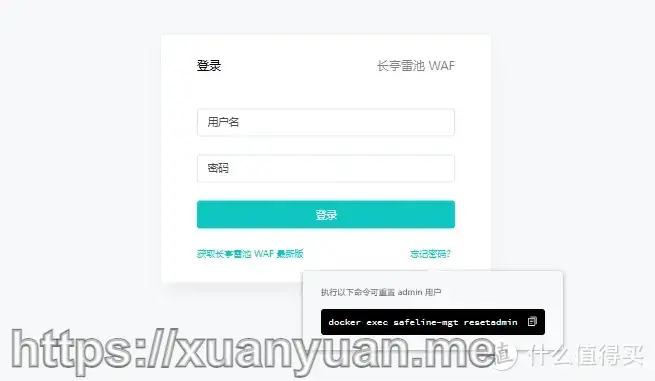 登录
长亭雷池 WAF
用户名
密码
登录
获取长亭雷池 WAF 最新版
忘记密码?
执行以下命令可重置 admin 用户
docker exec safeline-mgt resetadmin
https://xuanyuan.me
值 什么值得买